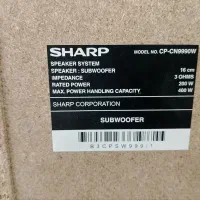 SHARP MODEL NO. CP-CN9990W
SPEAKER SYSTEM
SPEAKER : SUBWOOFER 16 cm
IMPEDANCE 3 OHMS
RATED POWER 200 W
MAX. POWER HANDLING CAPACITY 400 W
SHARP CORPORATION
SUBWOOFER